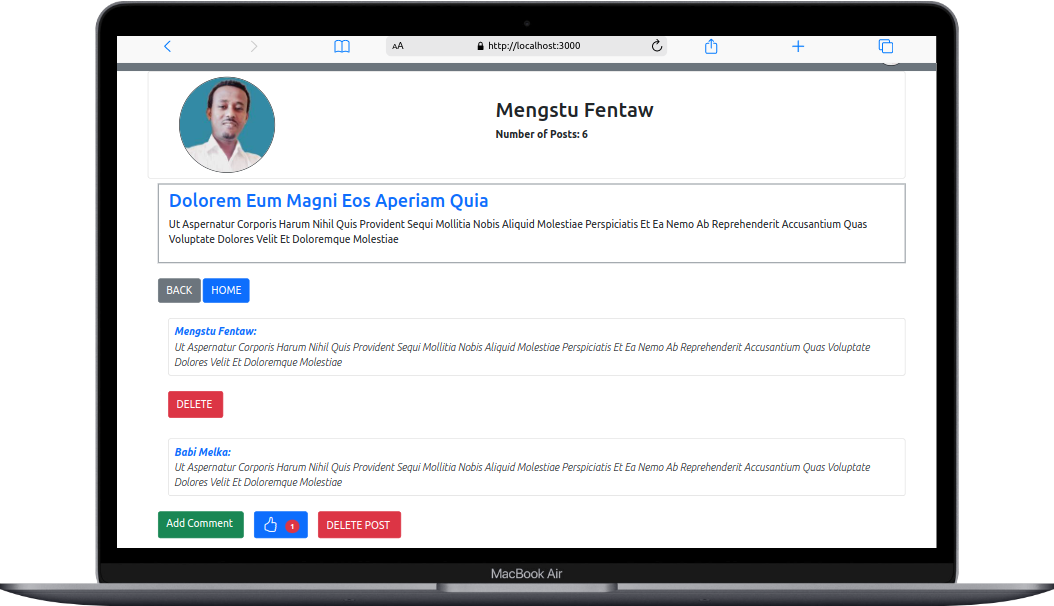 AA
http://localhost:3000
Mengstu Fentaw
Number of Posts: 6
Dolorem Eum Magni Eos Aperiam Quia
Ut Aspernatur Corporis Harum Nihil Quis Provident Sequi Mollitia Nobis Aliquid Molestiae Perspiciatis Et Ea Nemo Ab Reprehenderit Accusantium Quas
Voluptate Dolores Velit Et Doloremque Molestiae
BACK HOME
Mengstu Fentaw:
Ut Aspernatur Corporis Harum Nihil Quis Provident Sequi Mollitia Nobis Aliquid Molestiae Perspiciatis Et Ea Nemo Ab Reprehenderit Accusantium Quas Voluptate
Dolores Velit Et Doloremque Molestiae
DELETE
Babi Melka:
Ut Aspernatur Corporis Harum Nihil Quis Provident Sequi Mollitia Nobis Aliquid Molestiae Perspiciatis Et Ea Nemo Ab Reprehenderit Accusantium Quas Voluptate
Dolores Velit Et Doloremque Molestiae
Add Comment 1 DELETE POST
MacBook Air